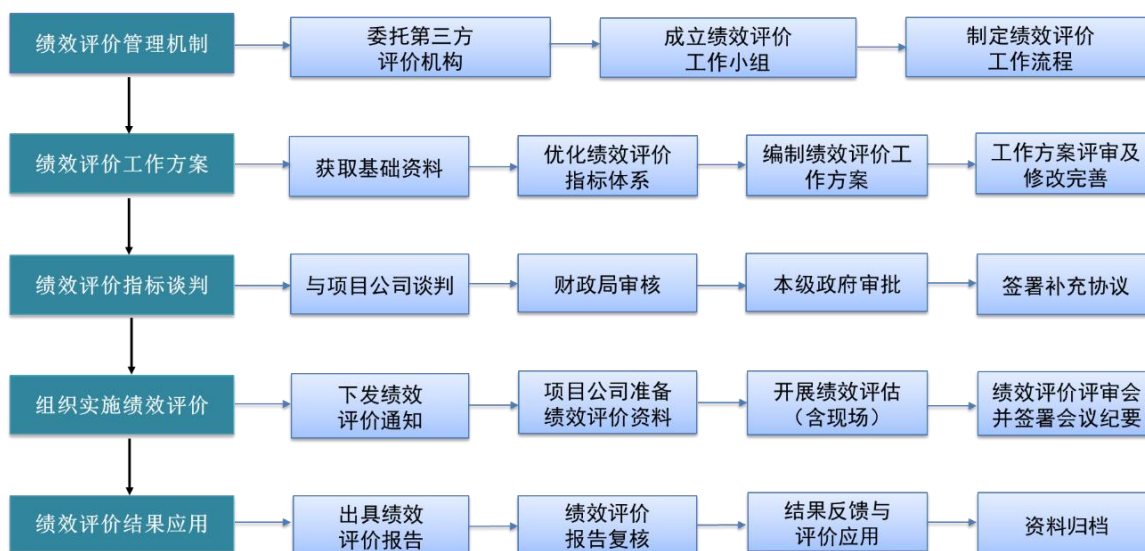 绩效评价管理机制
委托第三方
评价机构
成立绩效评价
工作小组
制定绩效评价
工作流程
绩效评价工作方案
获取基础资料
优化绩效评价
指标体系
编制绩效评价工
作方案
工作方案评审及
修改完善
绩效评价指标谈判
与项目公司谈判
财政局审核
本级政府审批
签署补充协议
组织实施绩效评价
下发绩效
评价通知
项目公司准备
绩效评价资料
开展绩效评估
（含现场）
绩效评价评审会
并签署会议纪要
绩效评价结果应用
出具绩效
评价报告
绩效评价
报告复核
结果反馈与
评价应用
资料归档